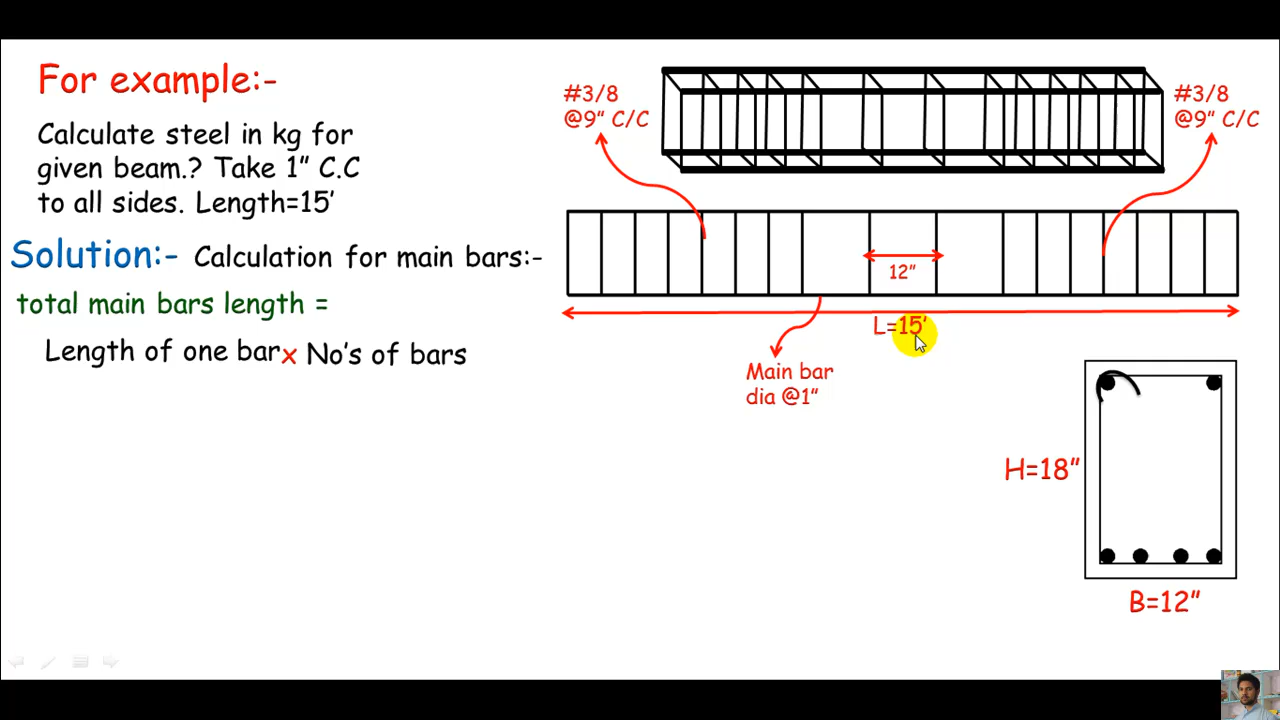 For example:-
Calculate steel in kg for
given beam.? Take 1” C.C
to all sides. Length=15’
Solution:- Calculation for main bars:-
total main bars length =
Length of one bar x No’s of bars
#3/8
@9” C/C
#3/8
@9” C/C
12”
L=15’
Main bar
dia @1”
H=18”
B=12”